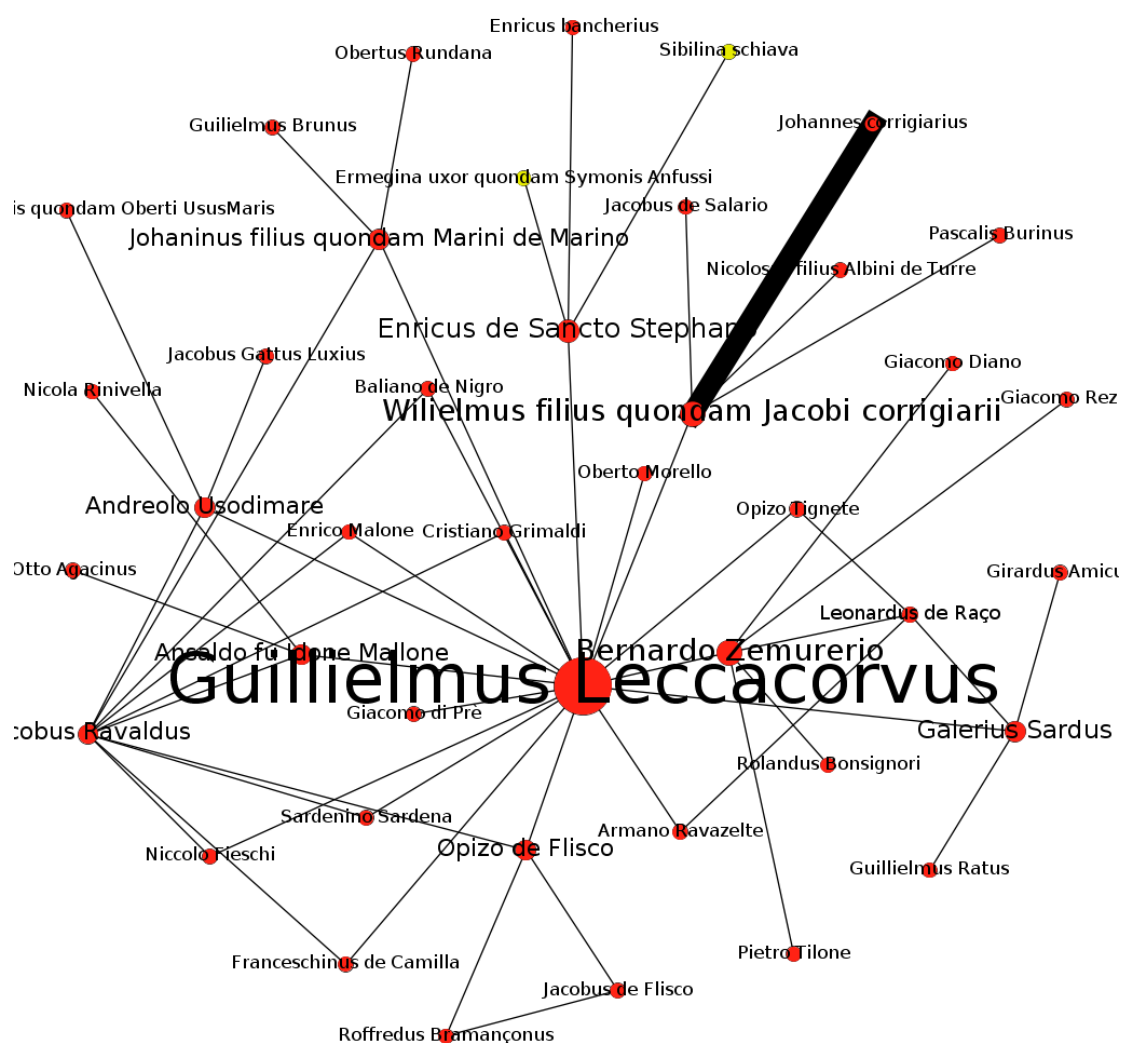 Enricus bancherius
Sibilina schiava
Obertus Rundana
Johannes corrigiarius
Guilielmus Brunus
Ermegina uxor quondam Symonis Anfussi
Jacobus de Salario
is quondam Oberti UsusMaris
Pascalis Burinus
Johaninus filius quondam Marini de Marino
Nicolos filius Albini de Turre
Enricus de Sancto Stephano
Jacobus Gattus Luxius
Giacomo Diano
Nicola Rinivella
Baliano de Nigro
Giacomo Rez
Wilielmus filius quondam Jacobi corrigiarii
Oberto Morello
Andreolo Usodimare
Opizo Tignete
Enrico Malone
Cristiano Grimaldi
Otto Agacinus
Girardus Amicu
Leonardus de Raço
Ansaldo fu Idone Mallone
Bernardo Zemurerio
Guillielmus Leccacorvus
Giacomo di Prè
cobus Ravaldus
Galerius Sardus
Rolandus Bonsignori
Sardenino Sardena
Armano Ravazelte
Niccolo Fieschi
Opizo de Flisco
Guillielmus Ratus
Pietro Tilone
Franceschinus de Camilla
Jacobus de Flisco
Roffredus Bramançonus